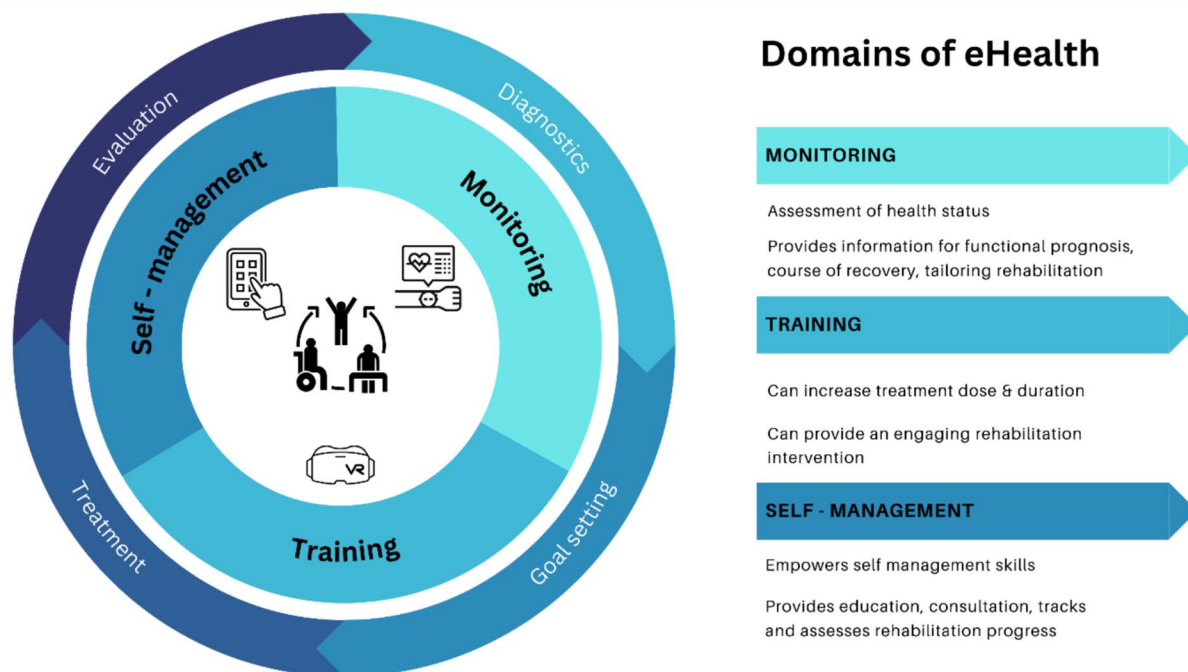 Evaluation
Diagnostics
Goal setting
Treatment
Self - management
Monitoring
Training
VR
Domains of eHealth
MONITORING
Assessment of health status
Provides information for functional prognosis,
course of recovery, tailoring rehabilitation
TRAINING
Can increase treatment dose & duration
Can provide an engaging rehabilitation
intervention
SELF - MANAGEMENT
Empowers self management skills
Provides education, consultation, tracks
and assesses rehabilitation progress